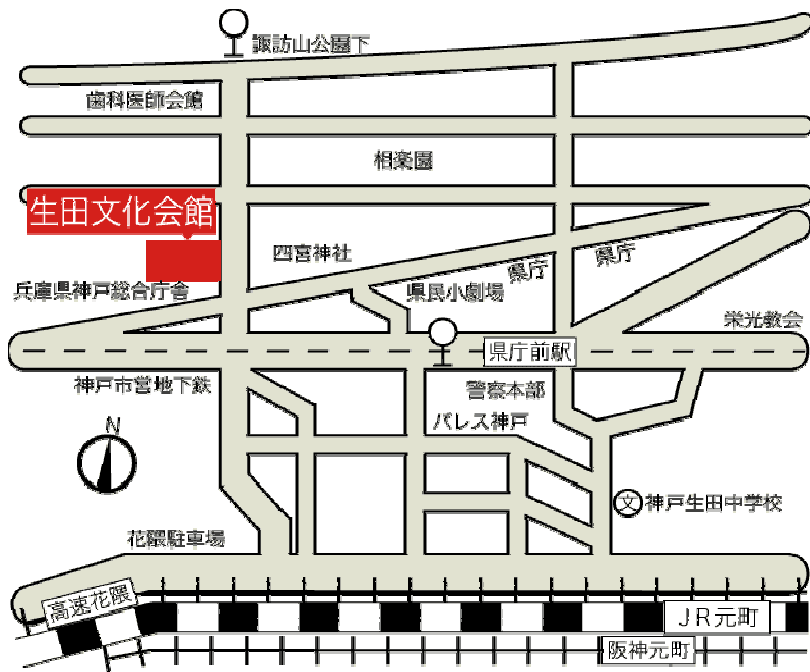 諏訪山公園下
歯科医師会館
相楽園
生田文化会館
四宮神社
県庁
県庁
兵庫県神戸総合庁舎
県民小劇場
栄光教会
県庁前駅
神戸市営地下鉄
警察本部
パレス神戸
N
文
神戸生田中学校
花隈駐車場
高速花隈
JR元町
阪神元町